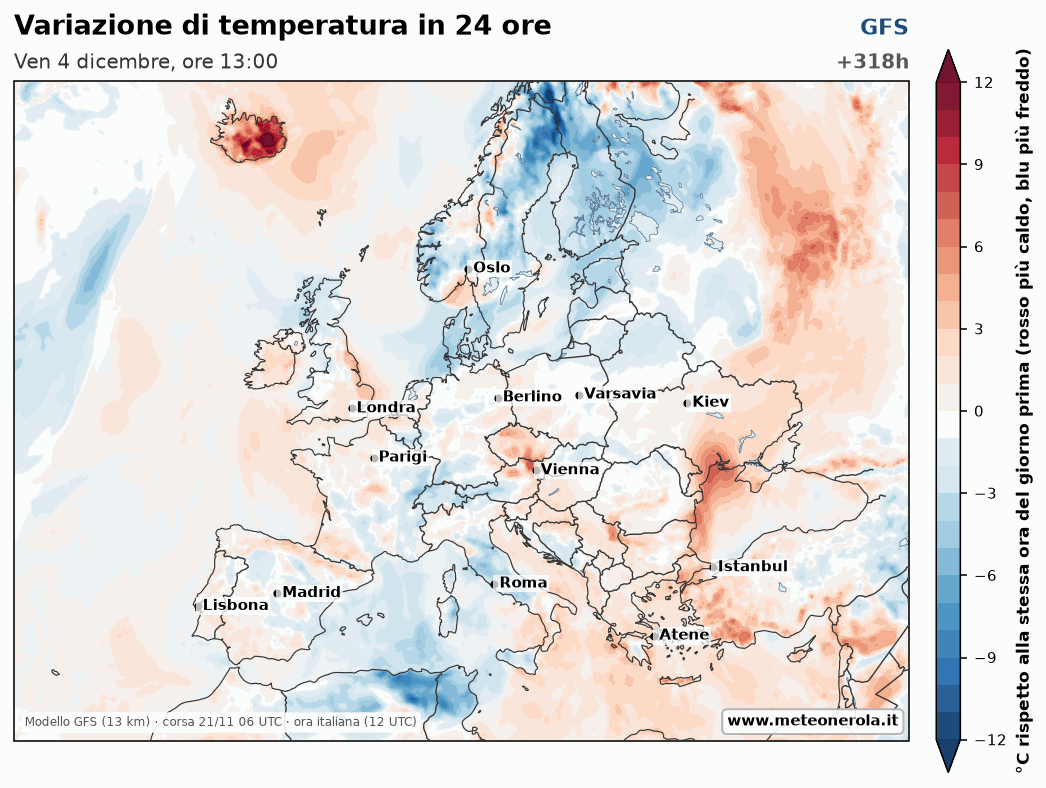 Variazione di temperatura in 24 ore
GFS
Ven 4 dicembre, ore 13:00
+318h
Oslo
Londra
Berlino
Varsavia
Kiev
Parigi
Vienna
Istanbul
Roma
Madrid
Lisbona
Atene
Modello GFS (13 km) · corsa 21/11 06 UTC · ora italiana (12 UTC)
www.meteonerola.it
12
9
6
3
0
−3
−6
−9
−12
°C rispetto alla stessa ora del giorno prima (rosso più caldo, blu più freddo)